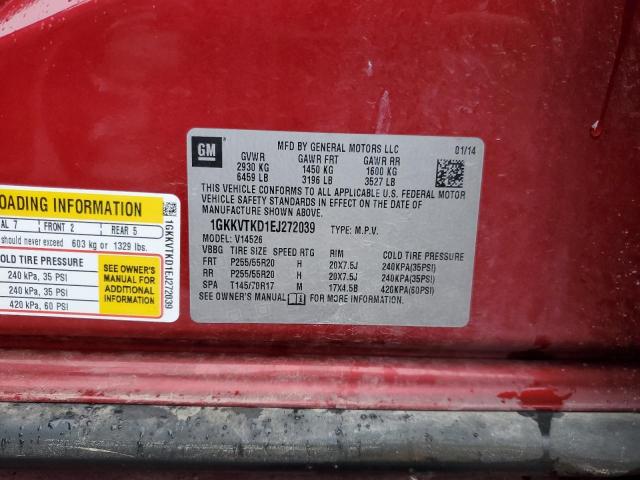 GM
MFD BY GENERAL MOTORS LLC
01/14
GVWR GAWR FRT GAWR RR
2930 KG 1450 KG 1600 KG
6459 LB 3196 LB 3527 LB
THIS VEHICLE CONFORMS TO ALL APPLICABLE U.S. FEDERAL MOTOR
VEHICLE SAFETY STANDARDS IN EFFECT ON THE DATE OF
MANUFACTURE SHOWN ABOVE.
1GKKVTKD1EJ272039 TYPE: M.P.V.
MODEL: V14526
VBBG TIRE SIZE SPEED RTG RIM COLD TIRE PRESSURE
FRT P255/55R20 H 20X7.5J 240KPA(35PSI)
RR P255/55R20 H 20X7.5J 240KPA(35PSI)
SPA T145/70R17 M 17X4.5B 420KPA(60PSI)
SEE OWNER'S MANUAL FOR MORE INFORMATION.
OADING INFORMATION
AL 7 FRONT 2 REAR 5
should never exceed 603 kg or 1329 lbs.
COLD TIRE PRESSURE
240 kPa, 35 PSI
240 kPa, 35 PSI
420 kPa, 60 PSI
SEE OWNER'S
MANUAL FOR
ADDITIONAL
INFORMATION
1GKKVTKD1EJ272039